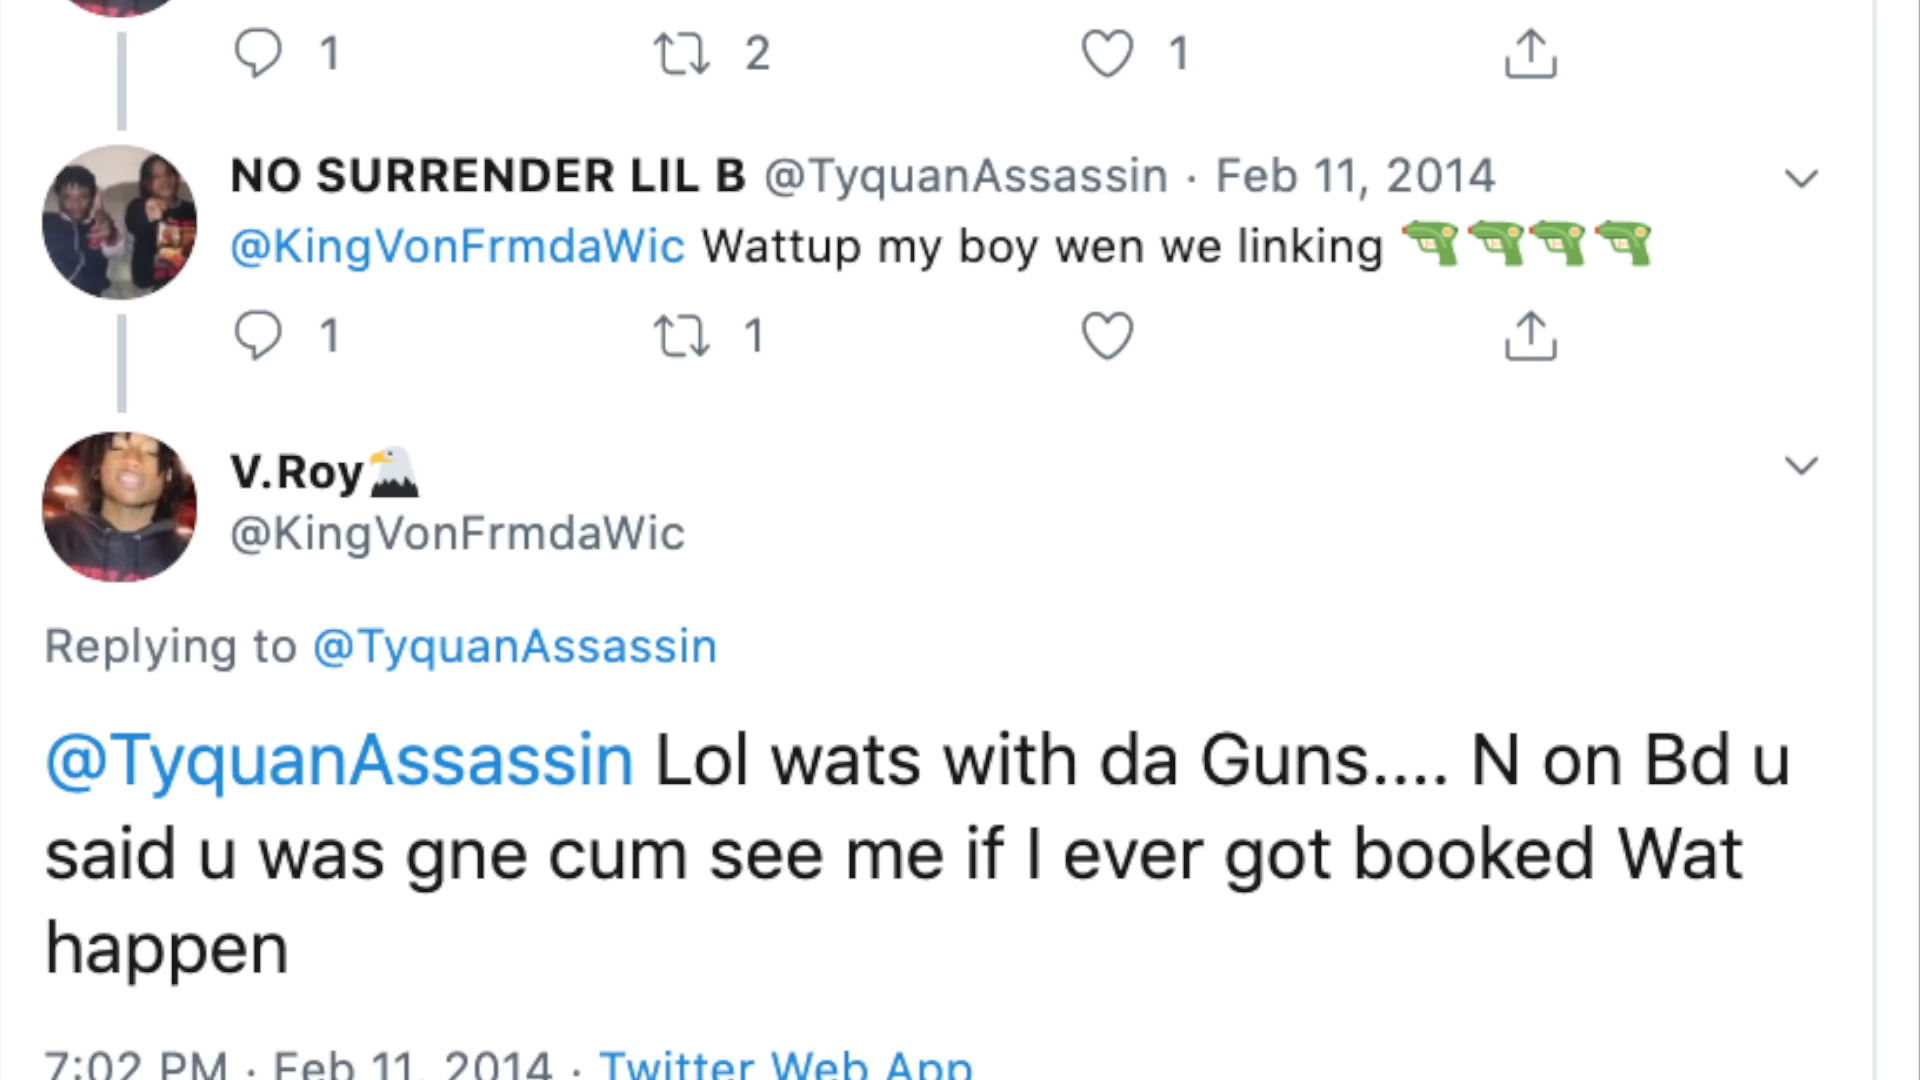 1 2 1
NO SURRENDER LIL B @TyquanAssassin · Feb 11, 2014
@KingVonFrmdaWic Wattup my boy wen we linking 🔫🔫🔫🔫
1 1
V.Roy🦅
@KingVonFrmdaWic
Replying to @TyquanAssassin
@TyquanAssassin Lol wats with da Guns.... N on Bd u
said u was gne cum see me if I ever got booked Wat
happen
7:02 PM · Feb 11, 2014 · Twitter Web App